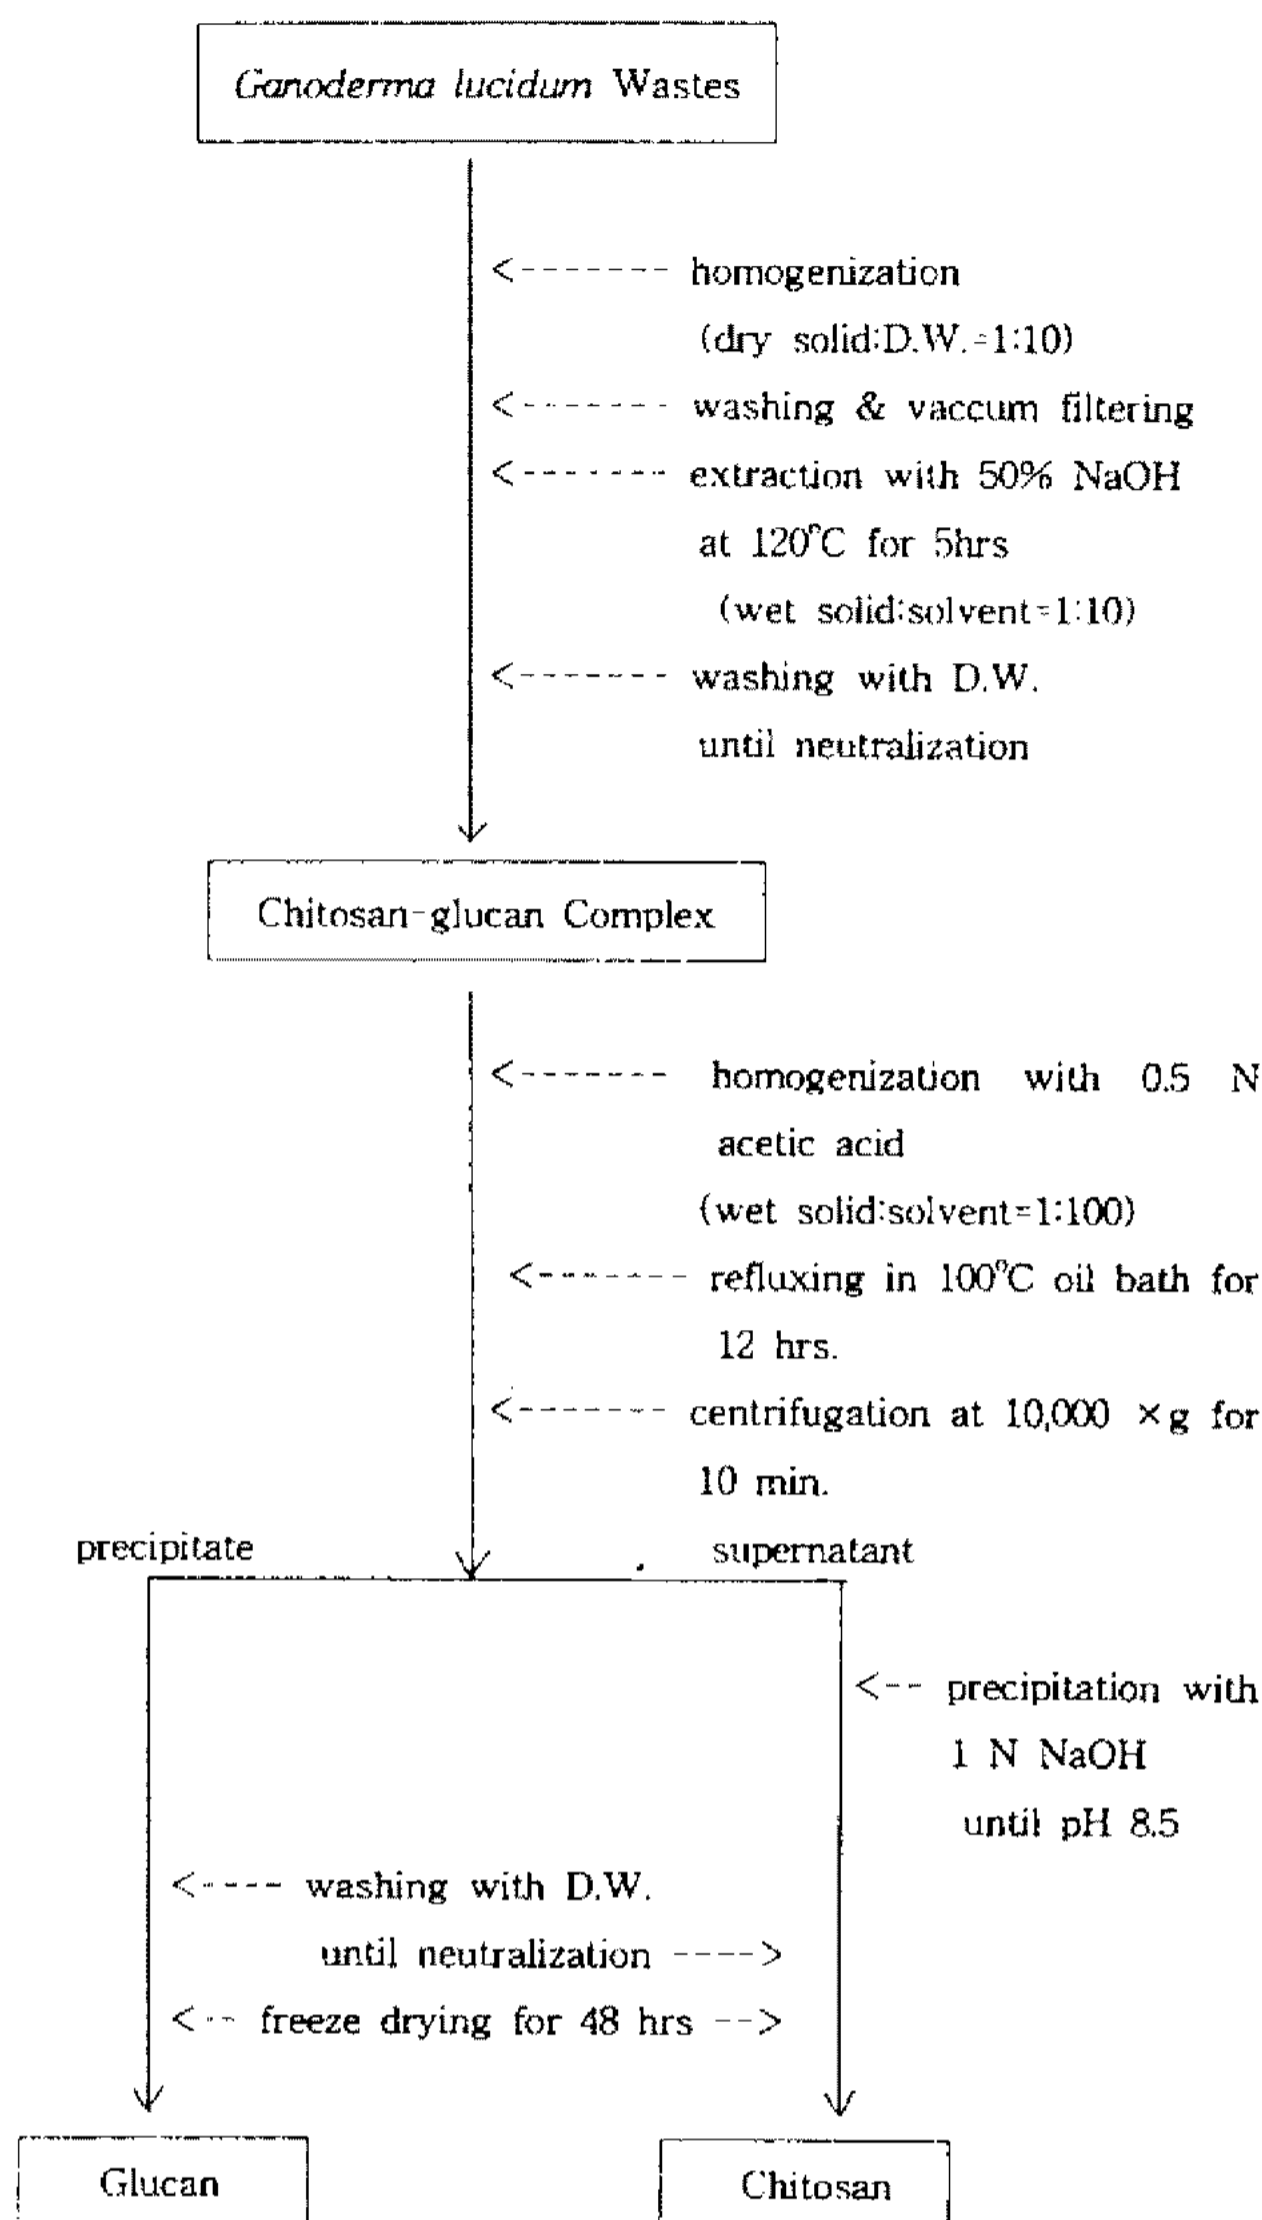 Ganoderma lucidum Wastes
homogenization
(dry solid:D.W.=1:10)
washing & vaccum filtering
extraction with 50% NaOH
at 120°C for 5hrs
(wet solid:solvent=1:10)
washing with D.W.
until neutralization
Chitosan-glucan Complex
homogenization with 0.5 N
acetic acid
(wet solid:solvent=1:100)
refluxing in 100°C oil bath for
12 hrs.
centrifugation at 10,000 ×g for
10 min.
precipitate
supernatant
precipitation with
1 N NaOH
until pH 8.5
washing with D.W.
until neutralization
freeze drying for 48 hrs
Glucan
Chitosan